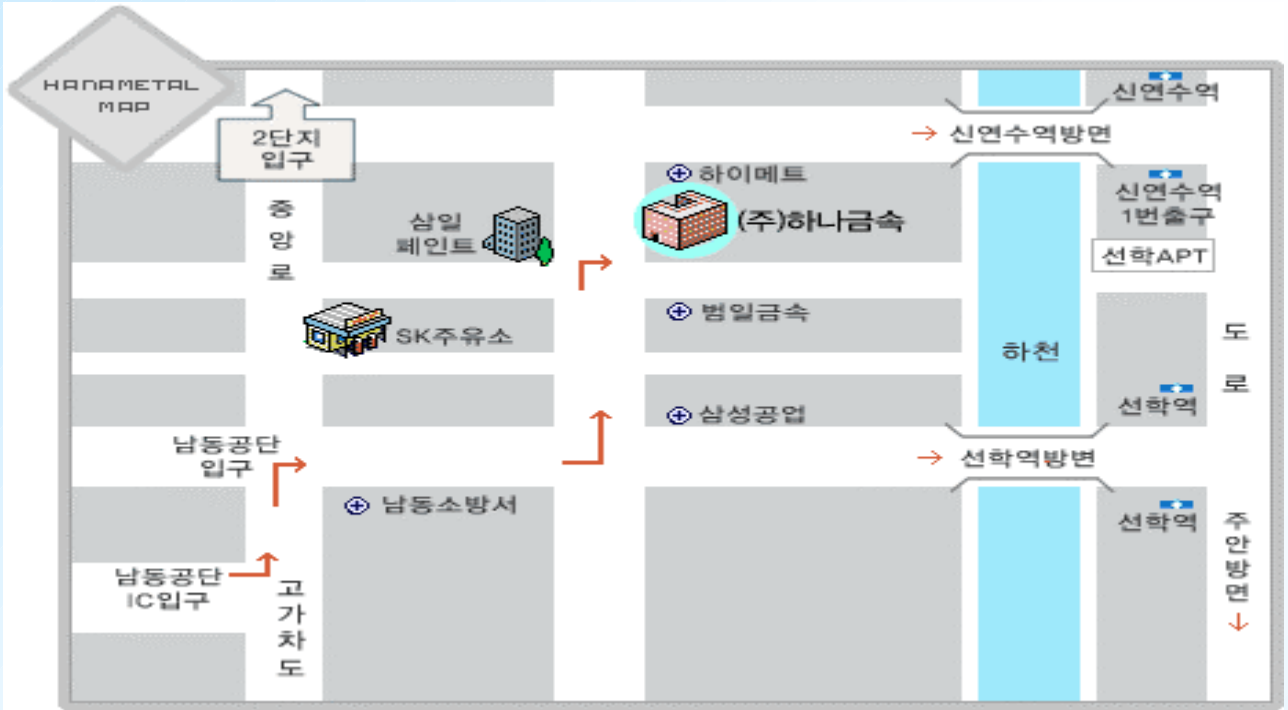 HANAMETAL
MAP
2단지
입구
중
앙
로
신연수역
신연수역방면
하이메트
(주)하나금속
신연수역
1번출구
선학APT
삼일
페인트
SK주유소
범일금속
하천
도
로
삼성공업
선학역
남동공단
입구
선학역방변
남동소방서
선학역
남동공단
IC입구
고
가
차
도
주
안
방
면